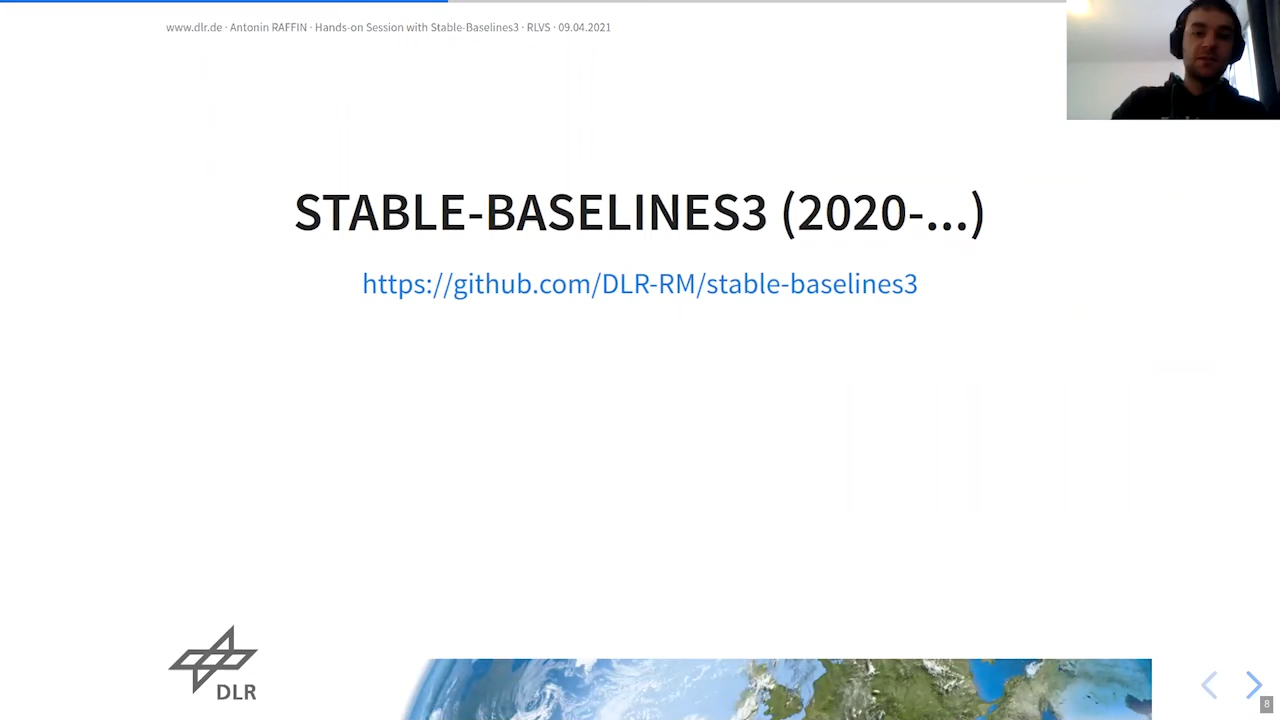 www.dlr.de · Antonin RAFFIN · Hands-on Session with Stable-Baselines3 · RLVS · 09.04.2021
STABLE-BASELINES3 (2020-...)
https://github.com/DLR-RM/stable-baselines3
DLR
8